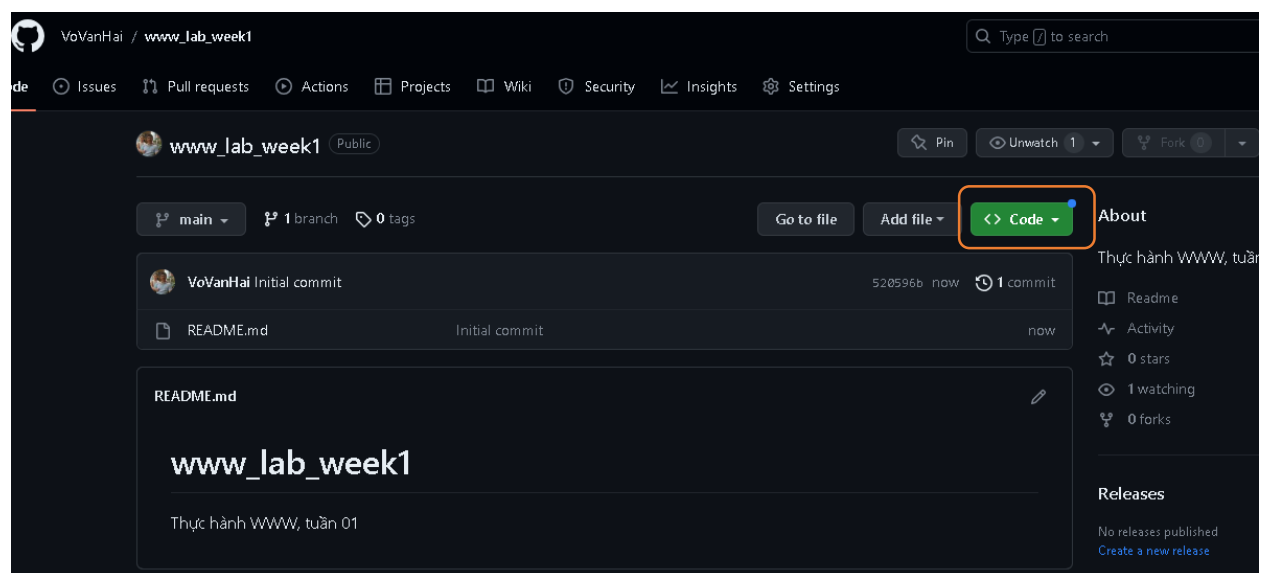 VoVanHai / www_lab_week1
Type / to search
de Issues Pull requests Actions Projects Wiki Security Insights Settings
www_lab_week1 Public
Pin Unwatch 1 Fork 0
main 1 branch 0 tags
Go to file Add file <> Code
About
VoVanHai Initial commit 520596b now 1 commit
Thực hành WWW, tuần
README.md Initial commit now
Readme
Activity
0 stars
1 watching
0 forks
README.md
www_lab_week1
Thực hành WWW, tuần 01
Releases
No releases published
Create a new release